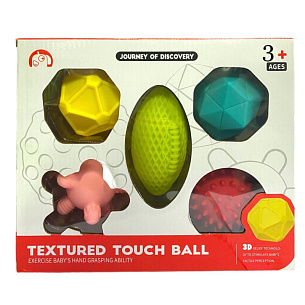 JOURNEY OF DISCOVERY
3+
AGES
TEXTURED TOUCH BALL
EXERCISE BABY'S HAND GRASPING ABILITY
3D